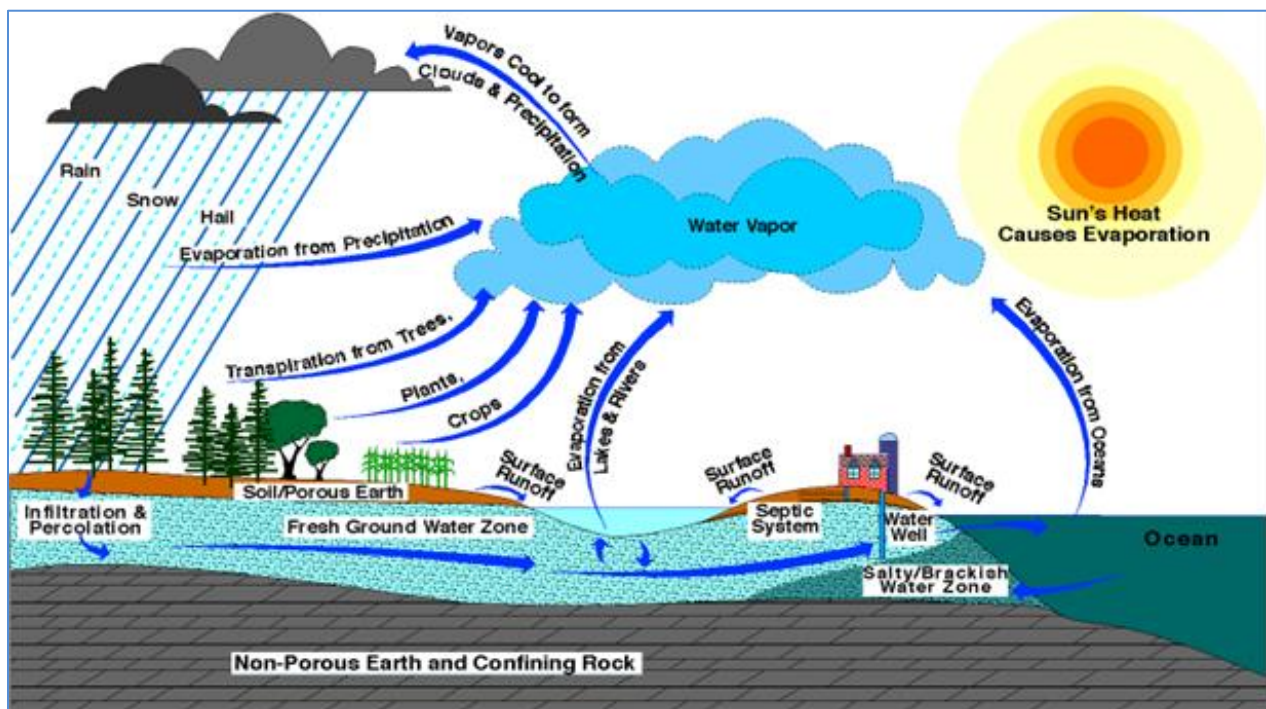 Vapors Cool to form
Clouds & Precipitation
Rain
Snow
Hail
Evaporation from Precipitation
Water Vapor
Sun's Heat
Causes Evaporation
Transpiration from Trees,
Plants,
Crops
Evaporation from
Lakes & Rivers
Evaporation from Oceans
Surface
Runoff
Surface
Runoff
Surface
Runoff
Soil/Porous Earth
Infiltration &
Percolation
Fresh Ground Water Zone
Septic
System
Water
Well
Ocean
Salty/Brackish
Water Zone
Non-Porous Earth and Confining Rock